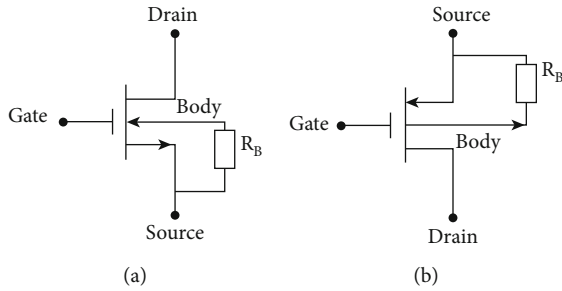 Drain
Gate
Body
R_B
Source
(a)
Source
R_B
Gate
Body
Drain
(b)